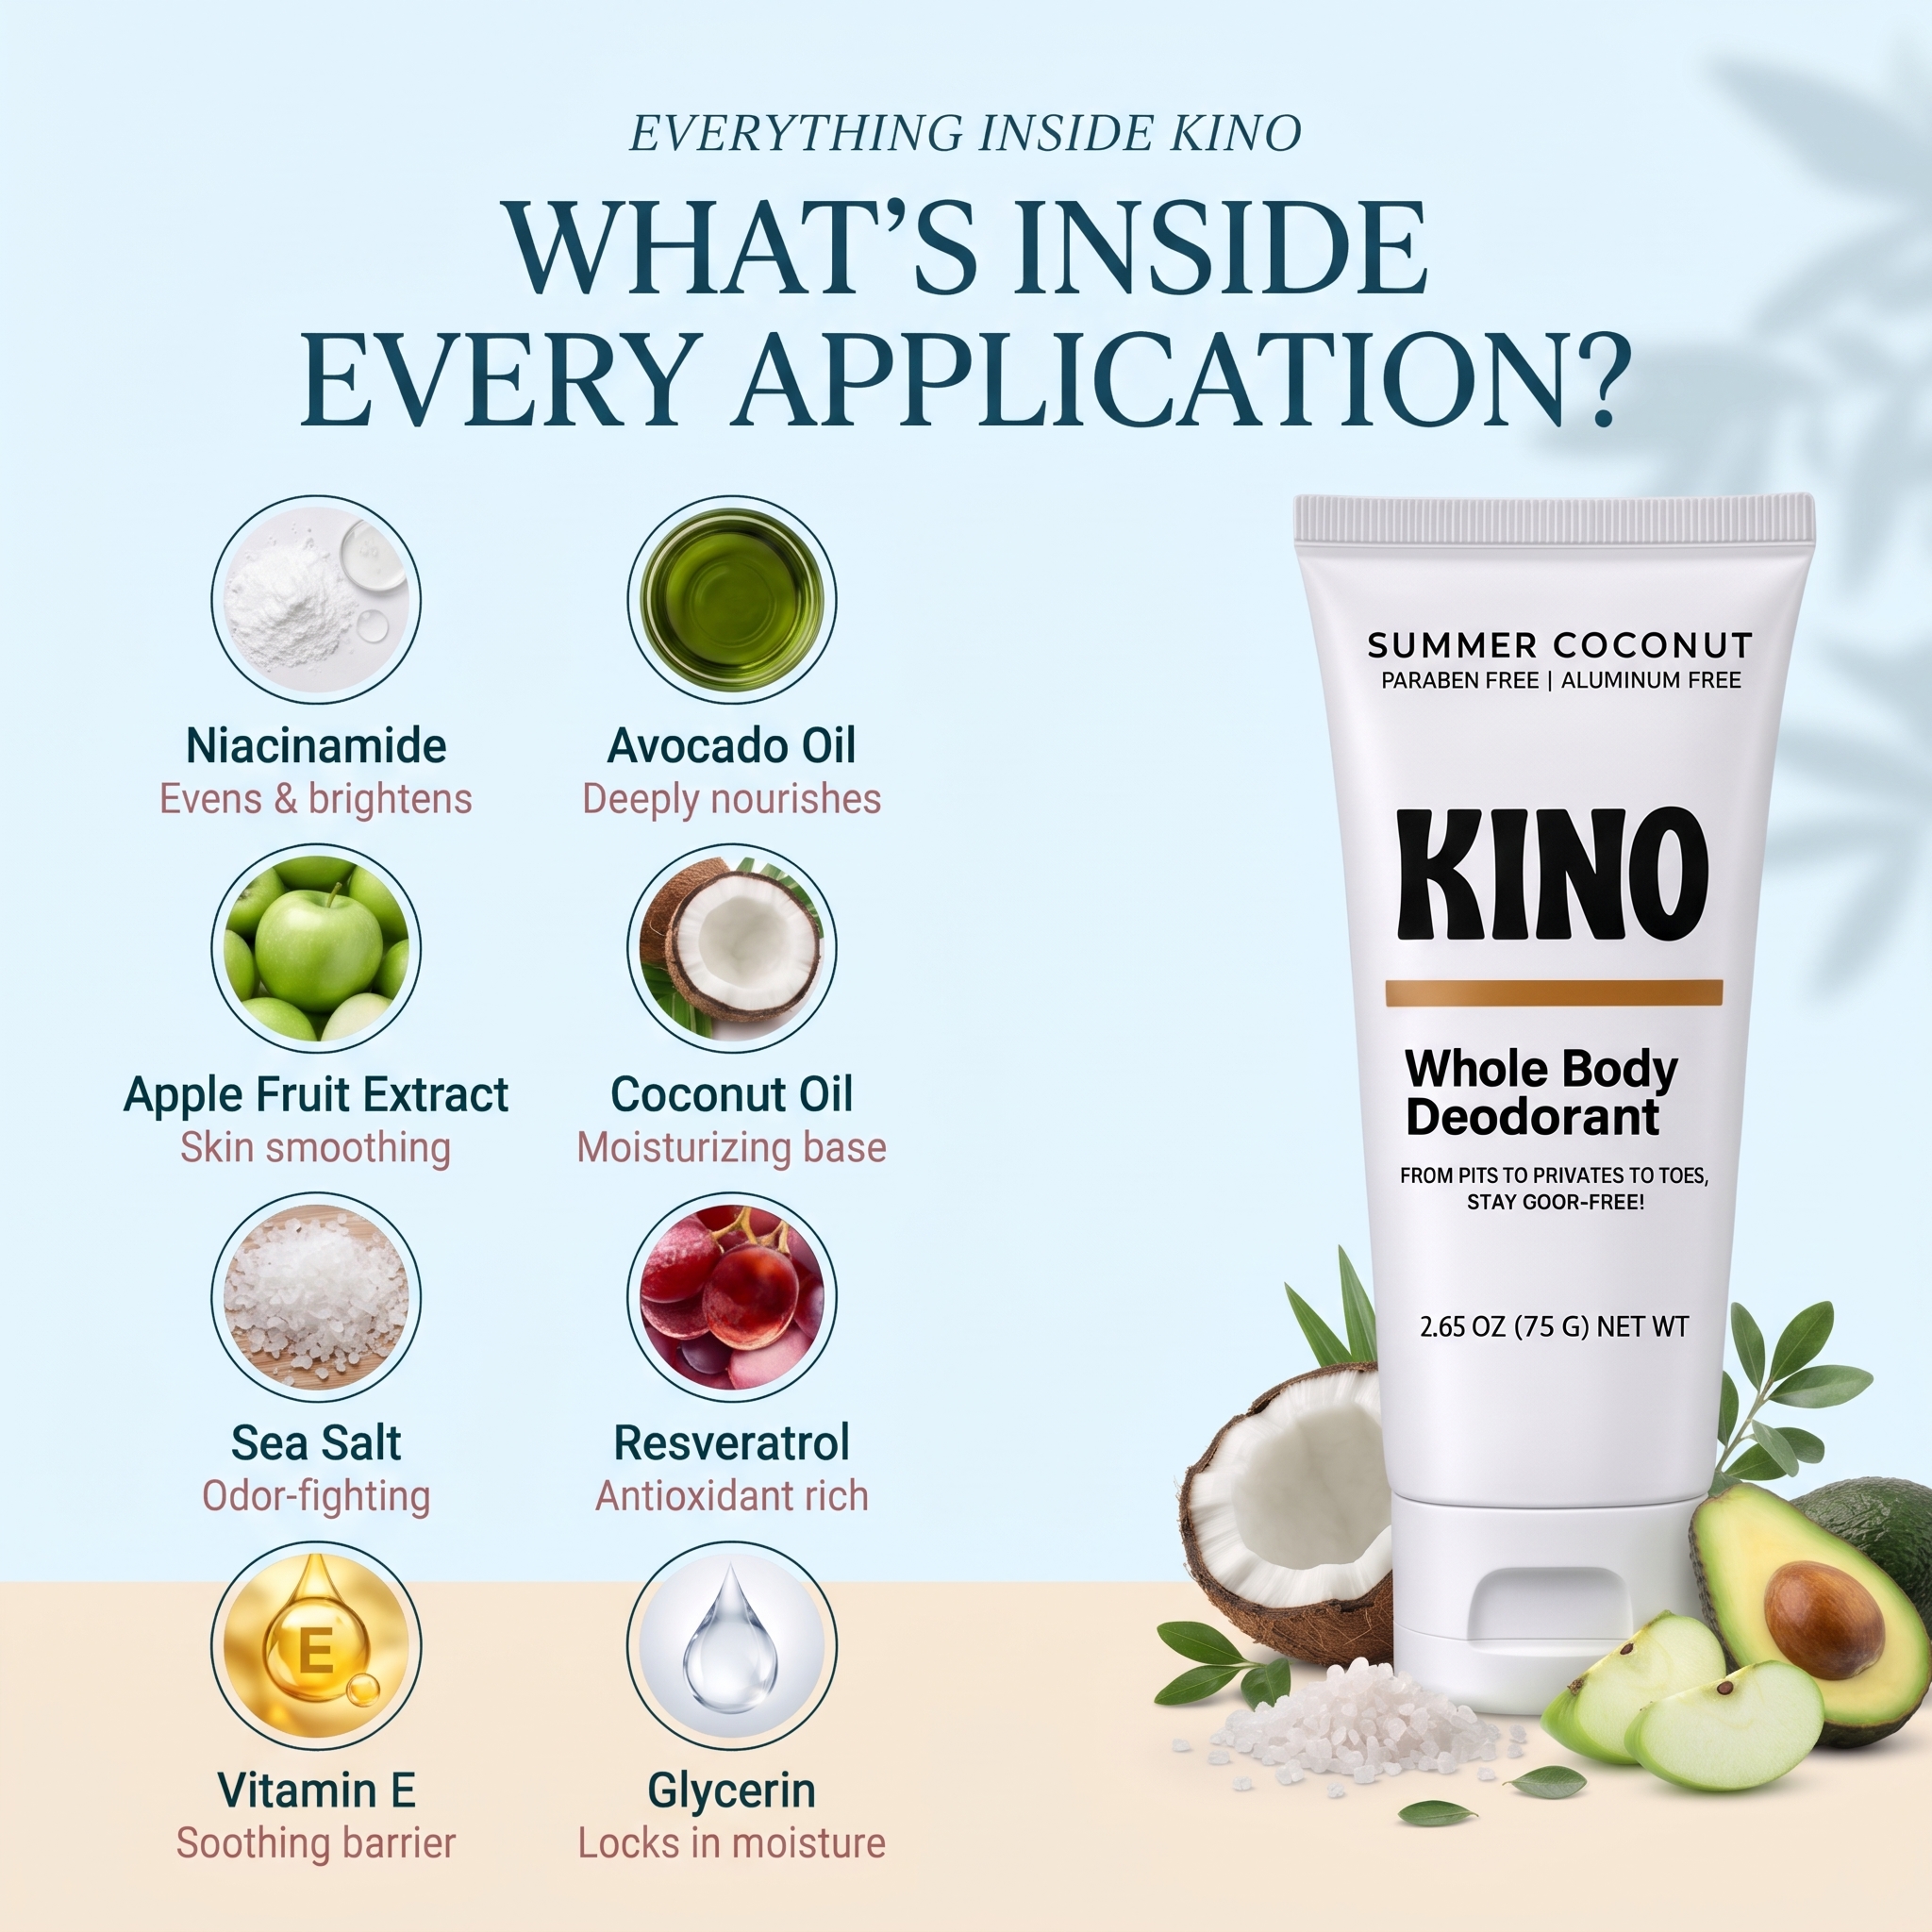 EVERYTHING INSIDE KINO
WHAT'S INSIDE
EVERY APPLICATION?
Niacinamide
Evens & brightens
Avocado Oil
Deeply nourishes
Apple Fruit Extract
Skin smoothing
Coconut Oil
Moisturizing base
Sea Salt
Odor-fighting
Resveratrol
Antioxidant rich
E
Vitamin E
Soothing barrier
Glycerin
Locks in moisture
SUMMER COCONUT
PARABEN FREE | ALUMINUM FREE
KINO
Whole Body
Deodorant
FROM PITS TO PRIVATES TO TOES,
STAY GOOR-FREE!
2.65 OZ (75 G) NET WT